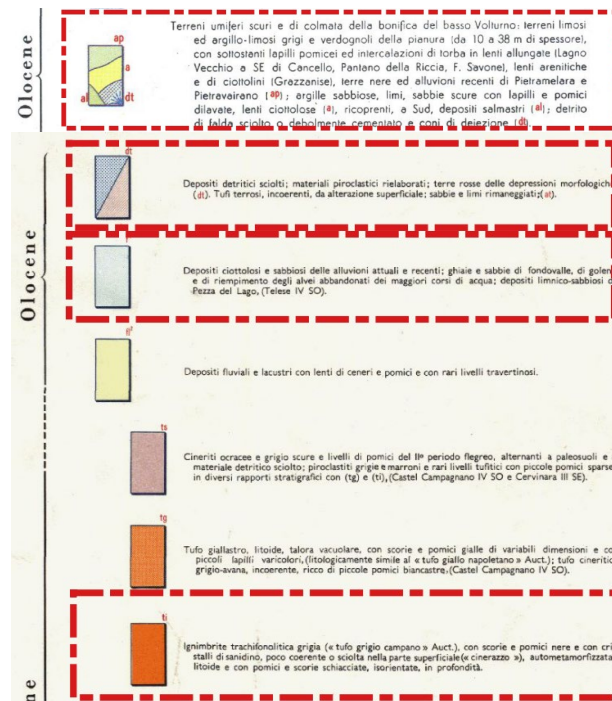 Olocene
ap
a
al
dt
Terreni umiferi scuri e di colmata della bonifica del basso Volturno: terreni limosi
ed argillo-limosi grigi e verdognoli della pianura (da 10 a 38 m di spessore),
con sottostanti lapilli pomicei ed intercalazioni di torba in lenti allungate (Lagno
Vecchio a SE di Cancello, Pantano della Riccia, F. Savone), lenti arenitiche
e di ciottolini (Grazzanise), terre nere ed alluvioni recenti di Pietramelara e
Pietravairano (ap); argille sabbiose, limi, sabbie scure con lapilli e pomici
dilavate, lenti ciottolose (a), ricoprenti, a Sud, depositi salmastri (al); detrito
di falda sciolto o debolmente cementato e coni di deiezione (dt).
Olocene
dt
Depositi detritici sciolti; materiali piroclastici rielaborati; terre rosse delle depressioni morfologiche
(dt). Tufi terrosi, incoerenti, da alterazione superficiale; sabbie e limi rimaneggiati;(at).
Depositi ciottolosi e sabbiosi delle alluvioni attuali e recenti; ghiaie e sabbie di fondovalle, di golen
e di riempimento degli alvei abbandonati dei maggiori corsi di acqua; depositi limnico-sabbiosi d
Pezza del Lago, (Telese IV SO).
Depositi fluviali e lacustri con lenti di ceneri e pomici e con rari livelli travertinosi.
ts
Cineriti ocracee e grigio scure e livelli di pomici del IIº periodo flegreo, alternanti a paleosuoli e
materiale detritico sciolto; piroclastiti grigie e marroni e rari livelli tufitici con piccole pomici sparse
in diversi rapporti stratigrafici con (tg) e (ti),(Castel Campagnano IV SO e Cervinara III SE).
tg
Tufo giallastro, litoide, talora vacuolare, con scorie e pomici gialle di variabili dimensioni e co
piccoli lapilli varicolori, (litologicamente simile al « tufo giallo napoletano » Auct.); tufo cineritic
grigio-avana, incoerente, ricco di piccole pomici biancastre,(Castel Campagnano IV SO).
ti
Ignimbrite trachifonolitica grigia (« tufo grigio campano » Auct.), con scorie e pomici nere e con cri
stalli di sanidino, poco coerente o sciolta nella parte superficiale(« cinerazzo »), autometamorfizzata
litoide e con pomici e scorie schiacciate, isorientate, in profondità.
ne